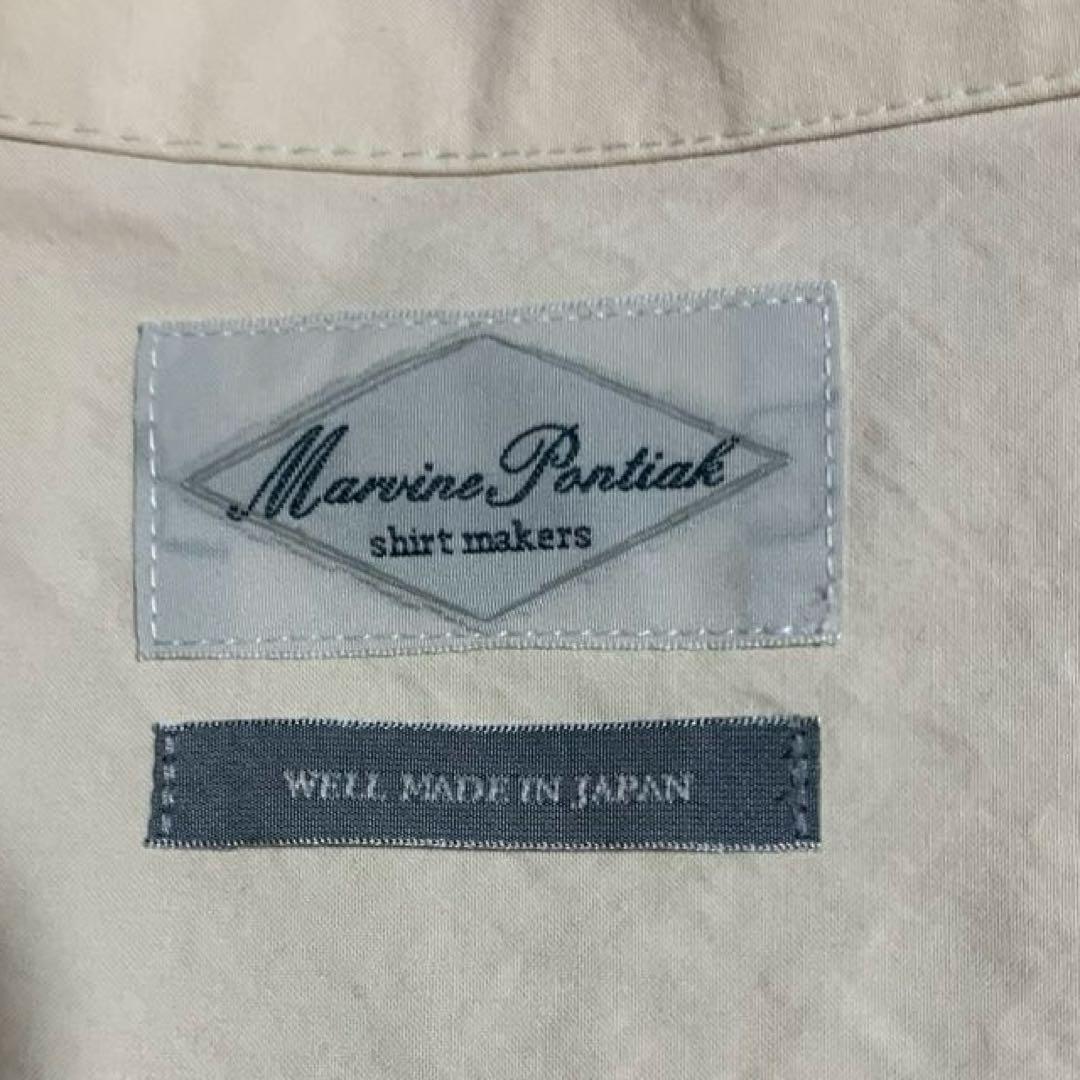 Marvine Pontiak
shirt makers
WELL MADE IN JAPAN